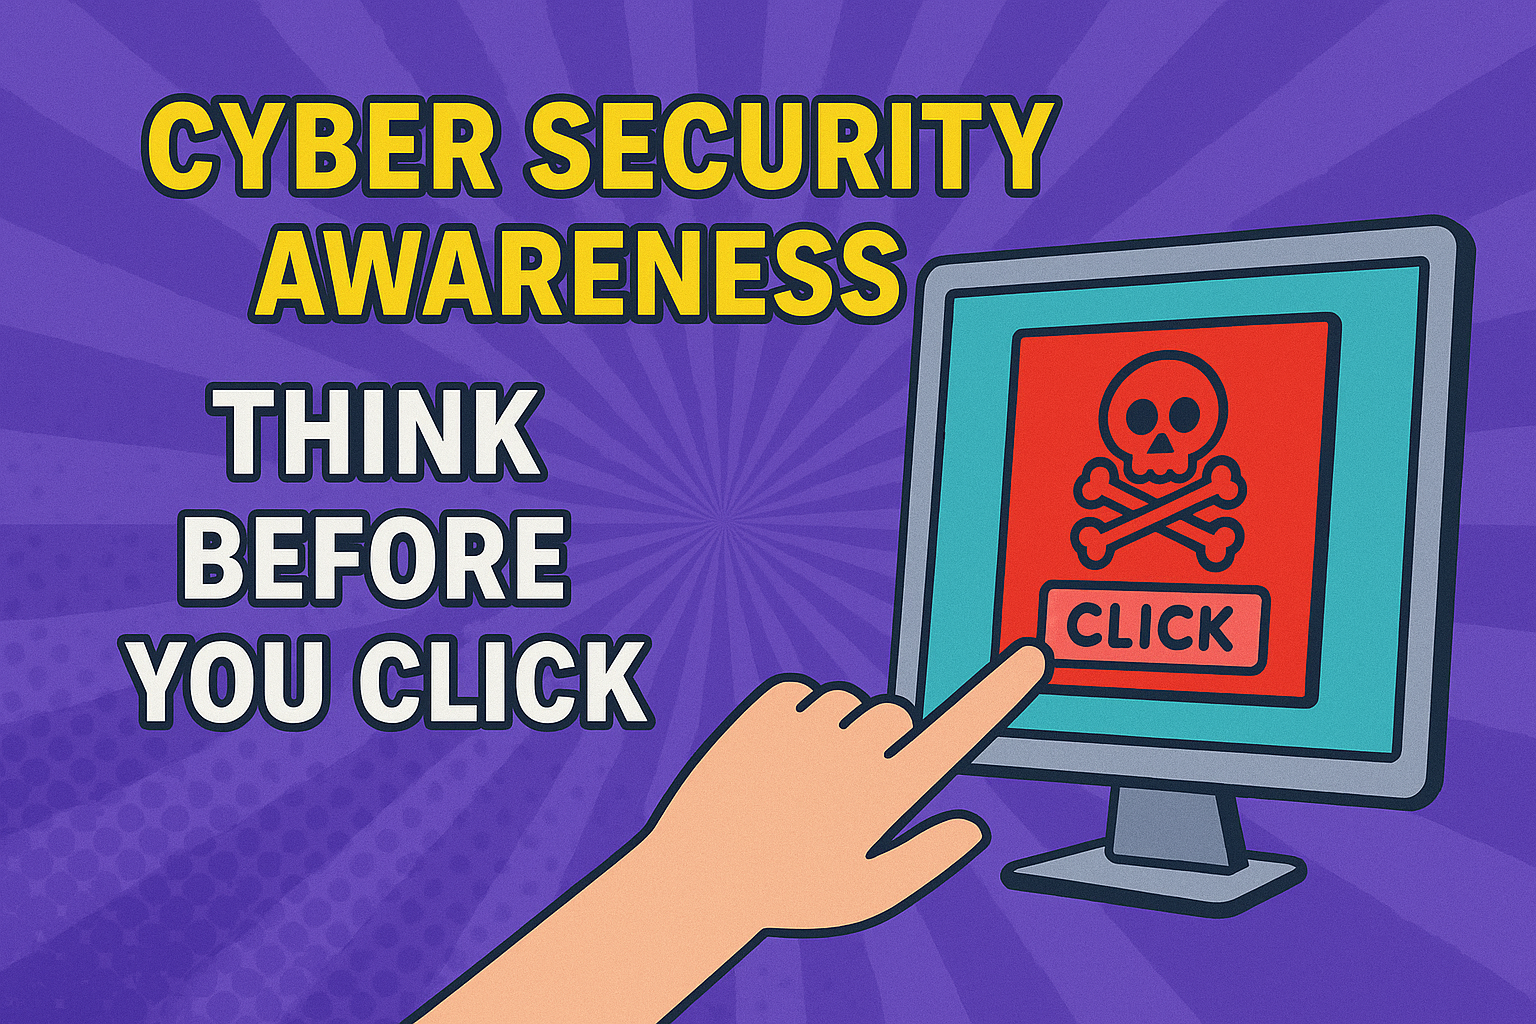 CYBER SECURITY
AWARENESS
THINK
BEFORE
YOU CLICK
CLICK